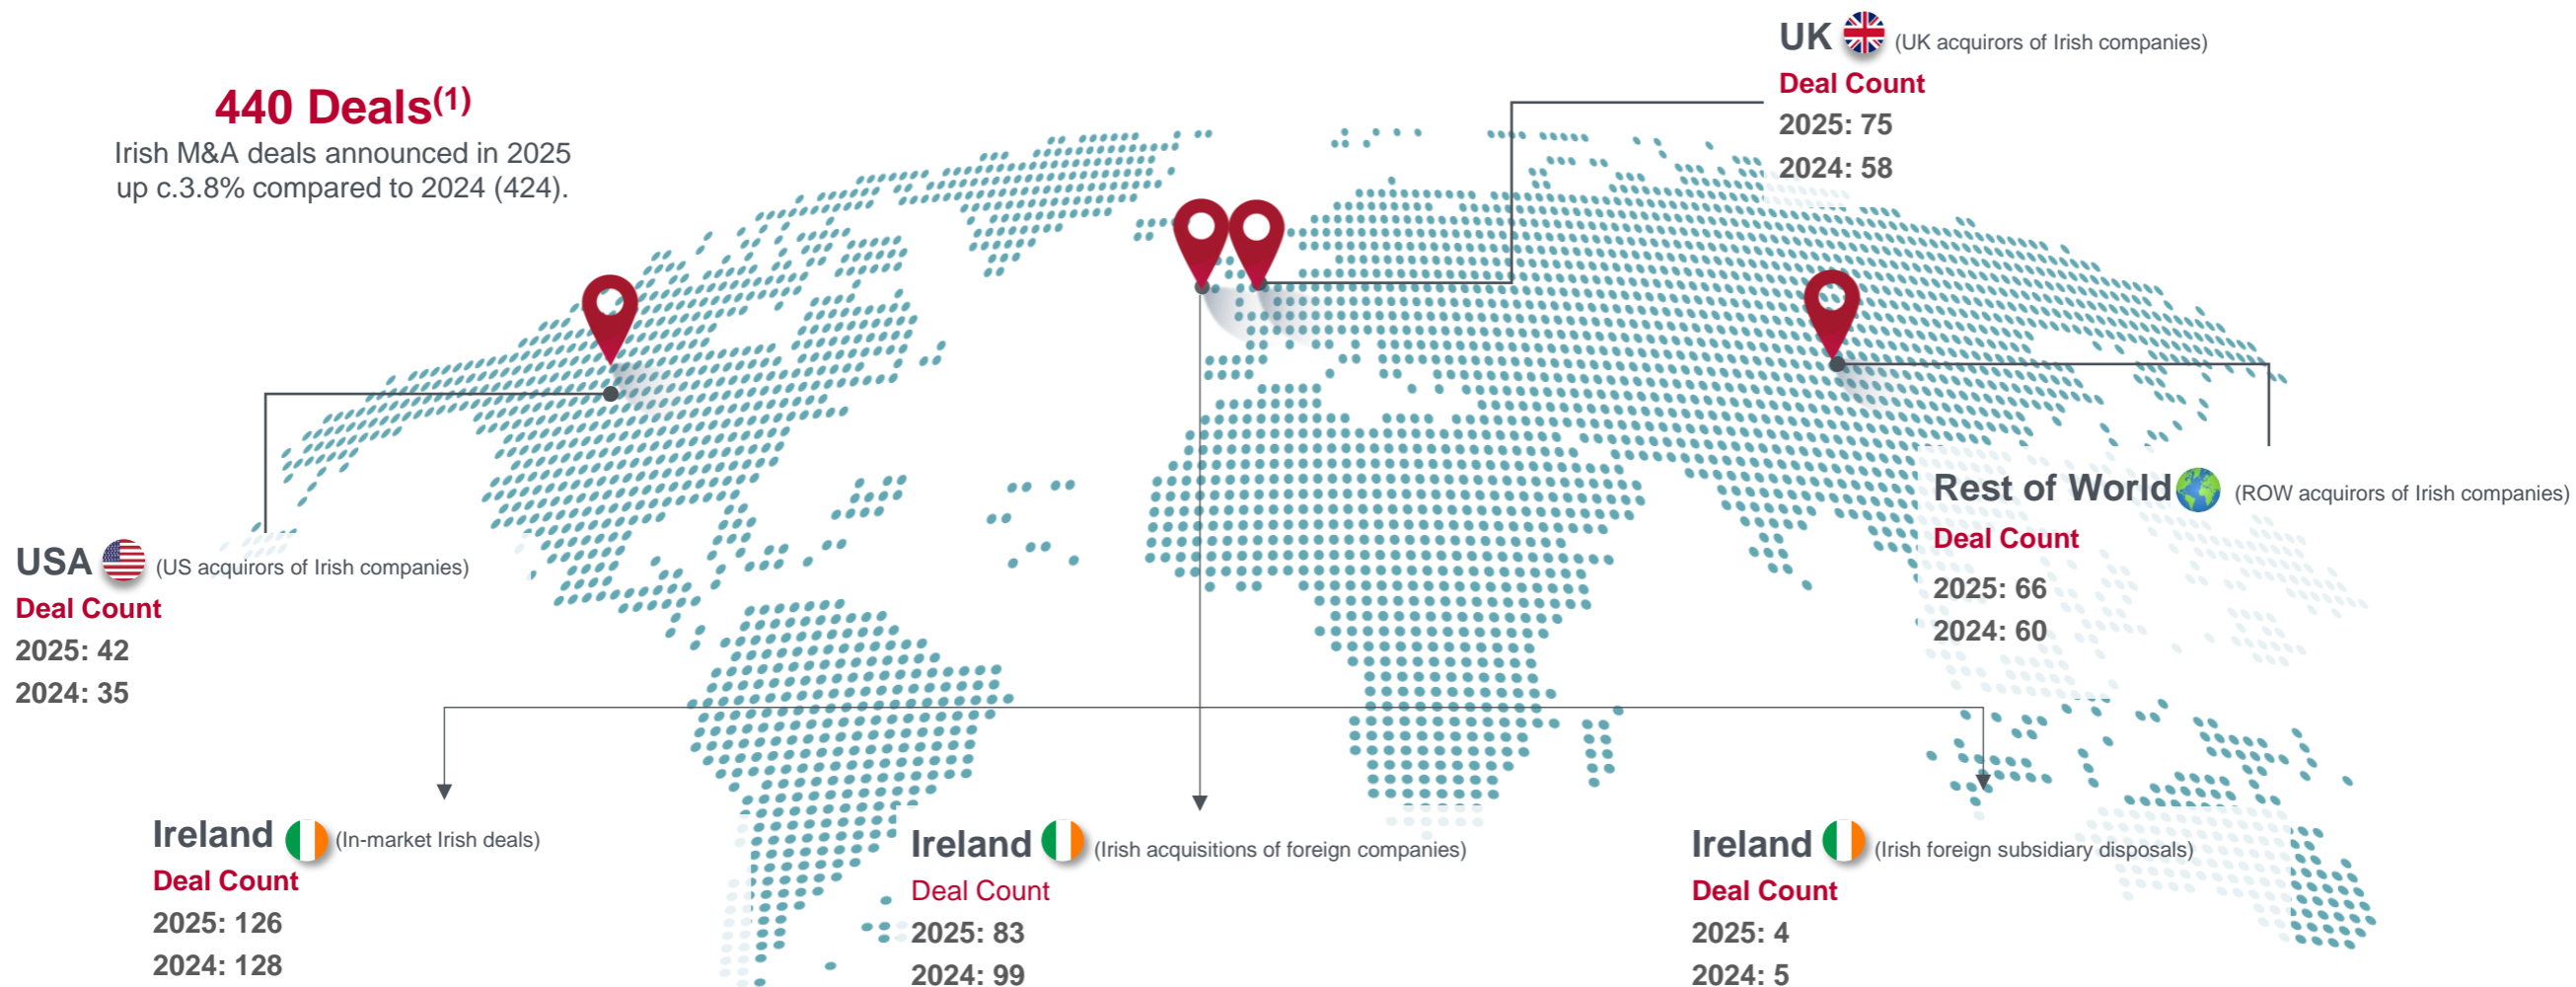 440 Deals(1)
Irish M&A deals announced in 2025
up c.3.8% compared to 2024 (424).
UK (UK acquirors of Irish companies)
Deal Count
2025: 75
2024: 58
USA (US acquirors of Irish companies)
Deal Count
2025: 42
2024: 35
Rest of World (ROW acquirors of Irish companies)
Deal Count
2025: 66
2024: 60
Ireland (In-market Irish deals)
Deal Count
2025: 126
2024: 128
Ireland (Irish acquisitions of foreign companies)
Deal Count
2025: 83
2024: 99
Ireland (Irish foreign subsidiary disposals)
Deal Count
2025: 4
2024: 5